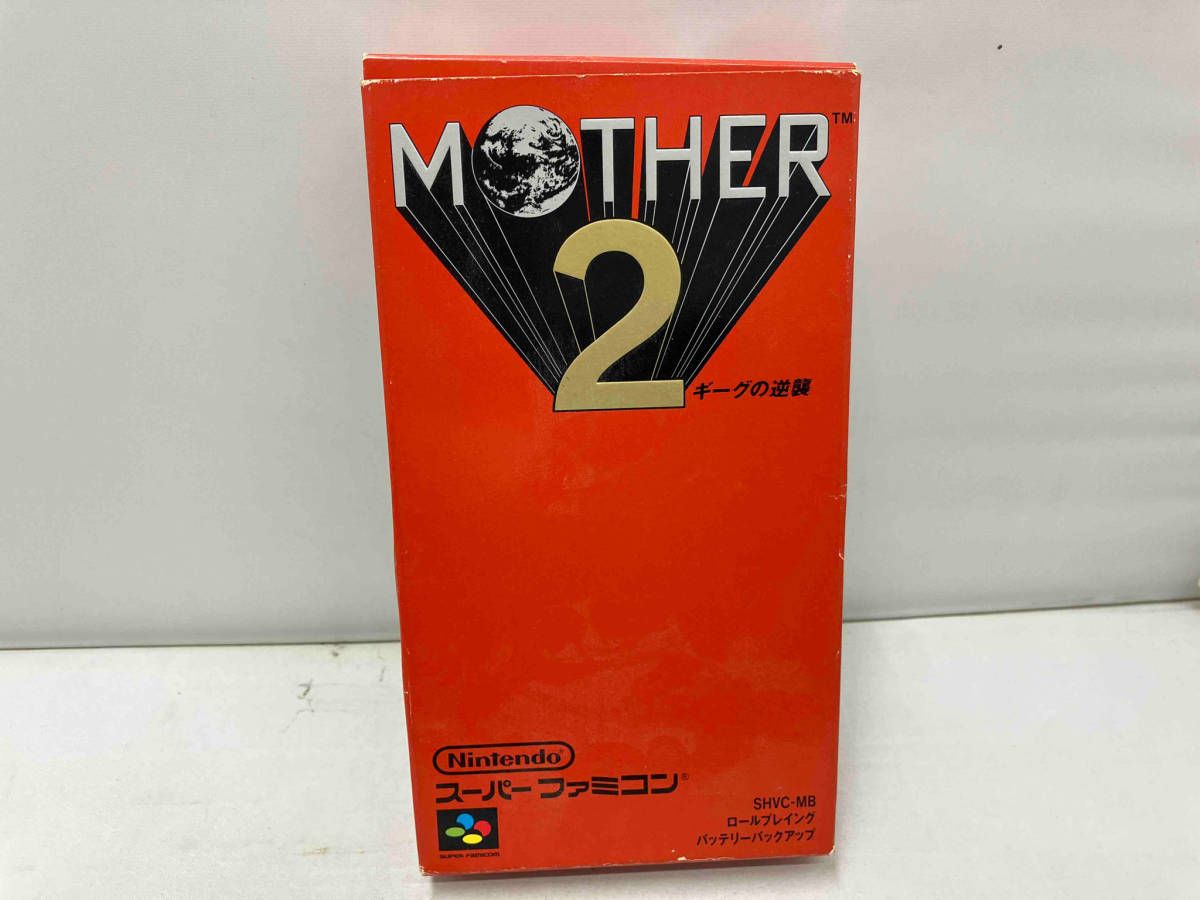 MOTHER™
2
ギーグの逆襲
Nintendo®
スーパーファミコン®
SUPER FAMICOM
SHVC-MB
ロールプレイング
バッテリーバックアップ